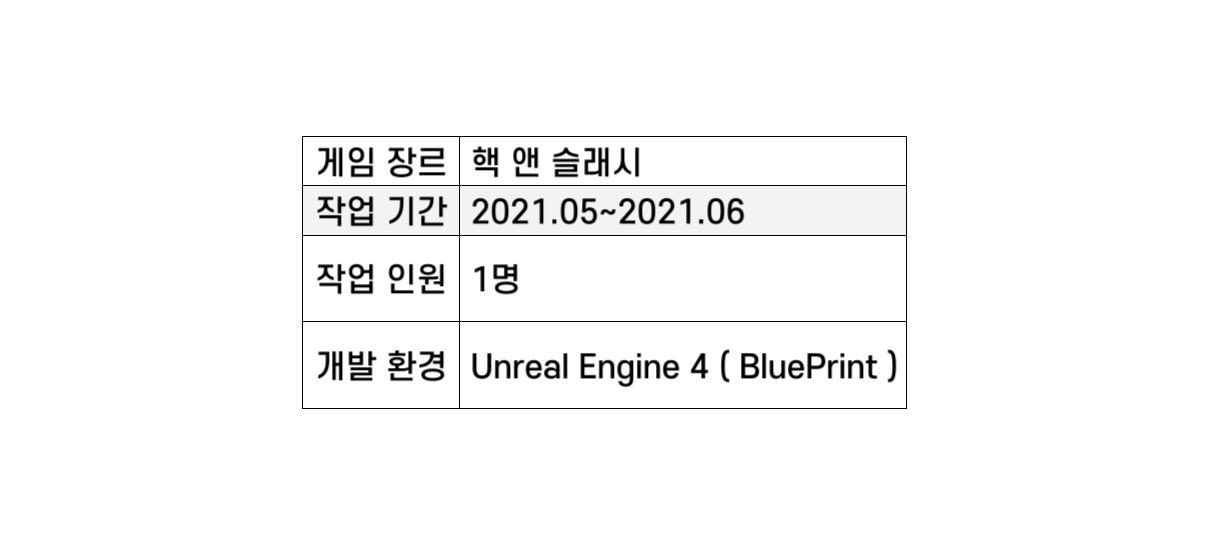 게임 장르 핵 앤 슬래시
작업 기간 2021.05~2021.06
작업 인원 1명
개발 환경 Unreal Engine 4 ( BluePrint )